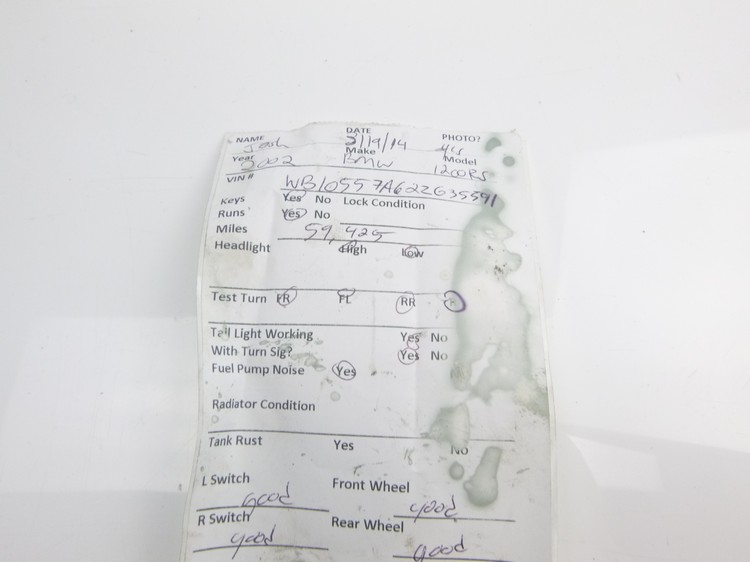 NAME DATE PHOTO?
Josh 3/19/14 yes
Year Make Model
2002 BMW 1200RS
VIN # WB10557A622G35591
Keys Yes No Lock Condition
Runs Yes No
Miles 59,425
Headlight High Low
Test Turn FR FL RR
Tail Light Working Yes No
With Turn Sig? Yes No
Fuel Pump Noise Yes
Radiator Condition
Tank Rust Yes No
L Switch Front Wheel
Good good
R Switch Rear Wheel
good good